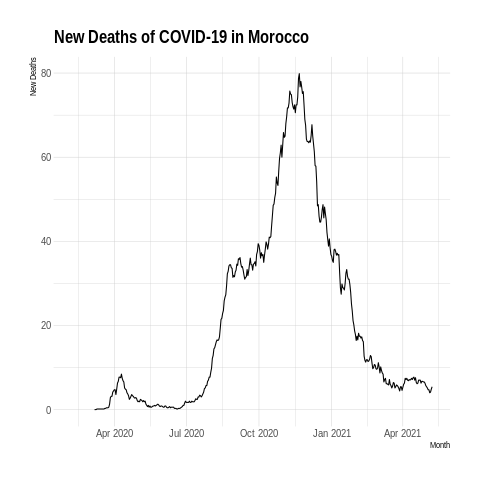 New Deaths of COVID-19 in Morocco
New Deaths
80
60
40
20
0
Apr 2020
Jul 2020
Oct 2020
Jan 2021
Apr 2021
Month